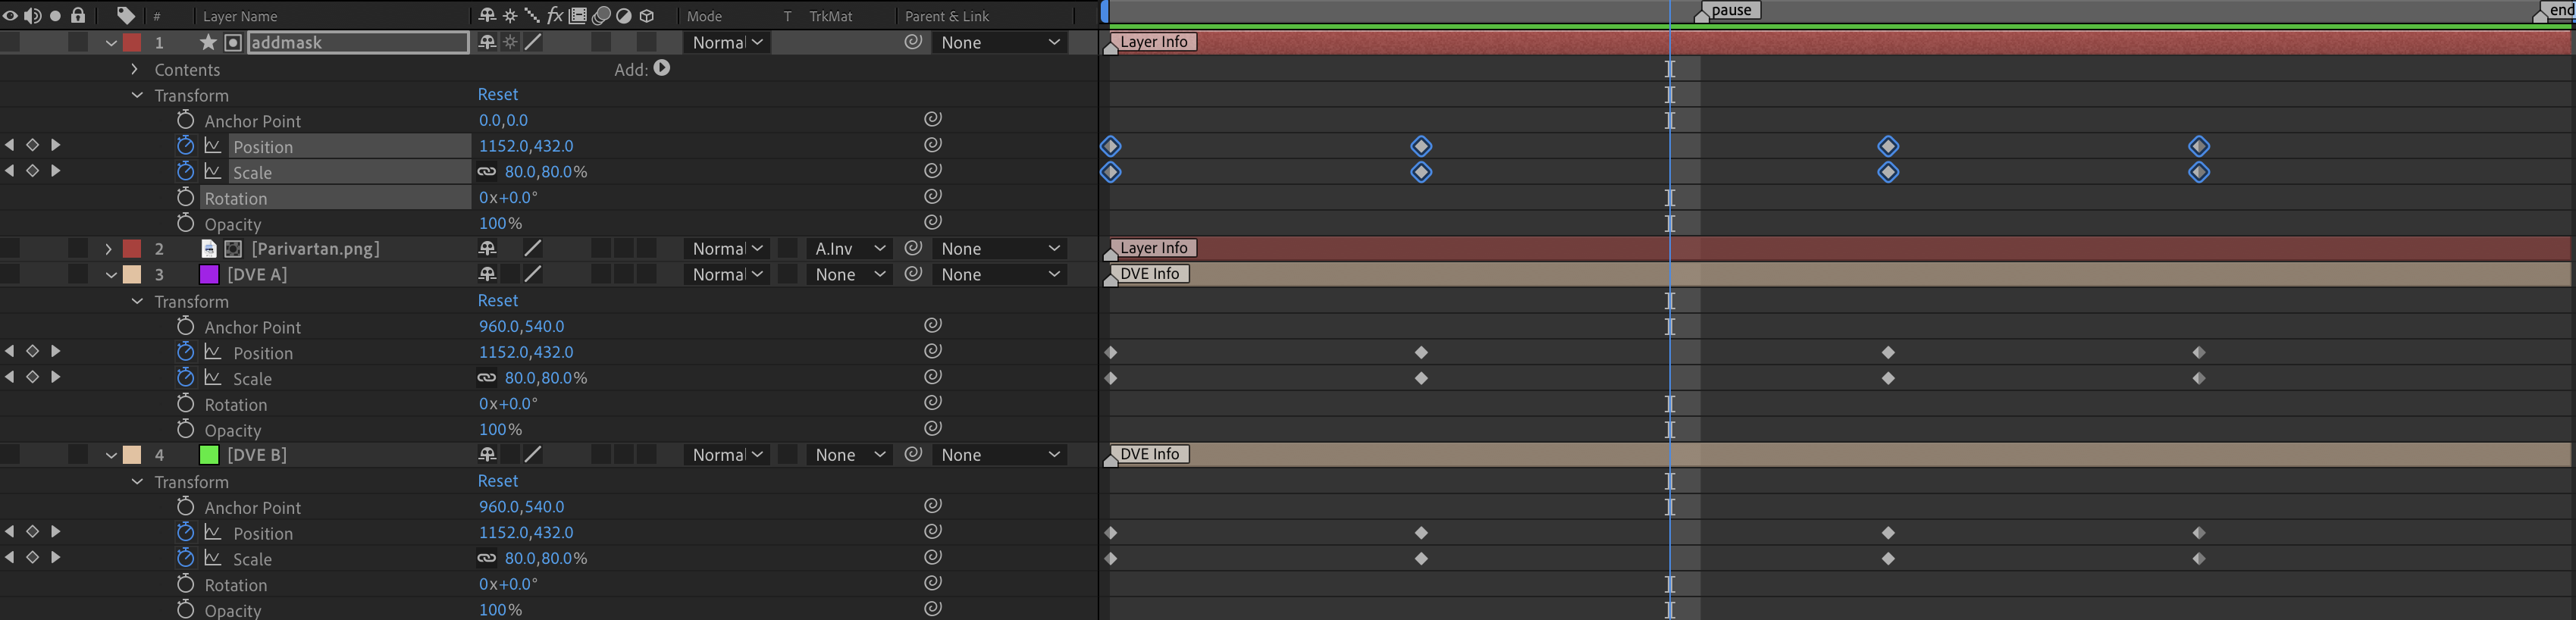 # Layer Name fx Mode T TrkMat Parent & Link pause end
1 addmask Normal None Layer Info
Contents Add:
Transform Reset
Anchor Point 0.0,0.0
Position 1152.0,432.0
Scale 80.0,80.0%
Rotation 0x+0.0°
Opacity 100%
2 [Parivartan.png] Normal A.Inv None Layer Info
3 [DVE A] Normal None None DVE Info
Transform Reset
Anchor Point 960.0,540.0
Position 1152.0,432.0
Scale 80.0,80.0%
Rotation 0x+0.0°
Opacity 100%
4 [DVE B] Normal None None DVE Info
Transform Reset
Anchor Point 960.0,540.0
Position 1152.0,432.0
Scale 80.0,80.0%
Rotation 0x+0.0°
Opacity 100%